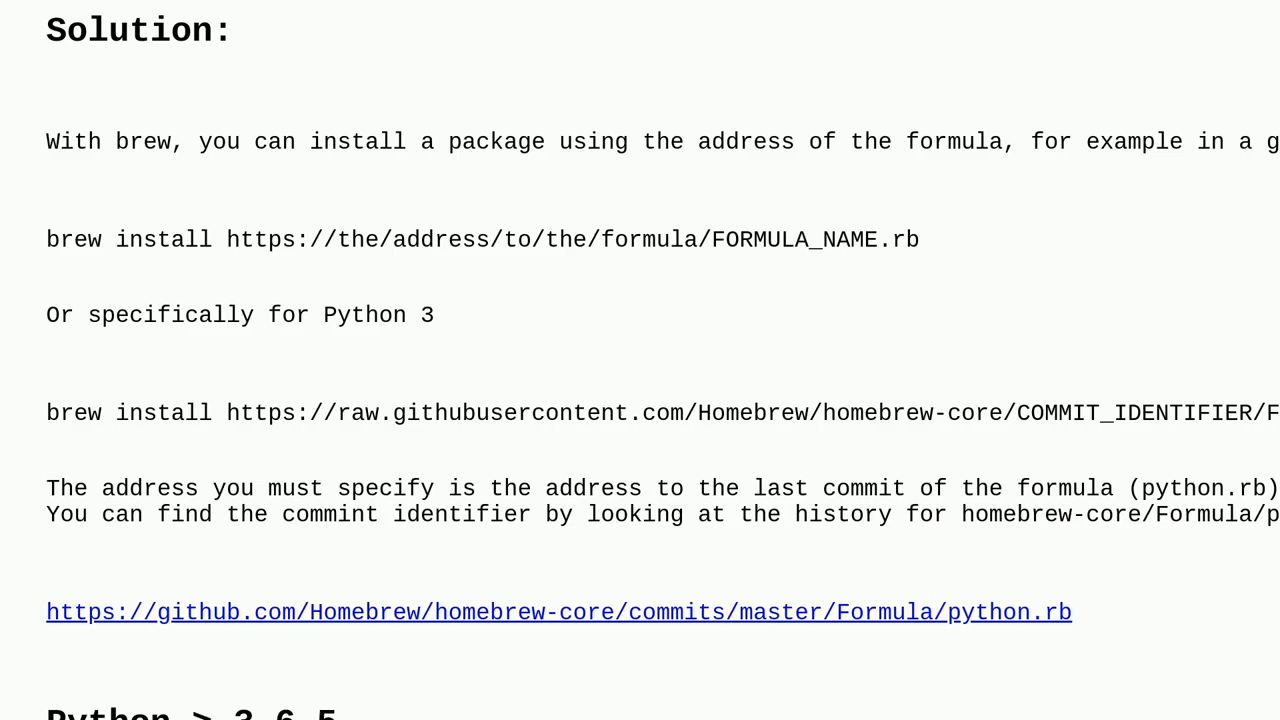 Solution:
With brew, you can install a package using the address of the formula, for example in a g
brew install https://the/address/to/the/formula/FORMULA_NAME.rb
Or specifically for Python 3
brew install https://raw.githubusercontent.com/Homebrew/homebrew-core/COMMIT_IDENTIFIER/F
The address you must specify is the address to the last commit of the formula (python.rb)
You can find the commint identifier by looking at the history for homebrew-core/Formula/p
https://github.com/Homebrew/homebrew-core/commits/master/Formula/python.rb
Python > 3.6.5